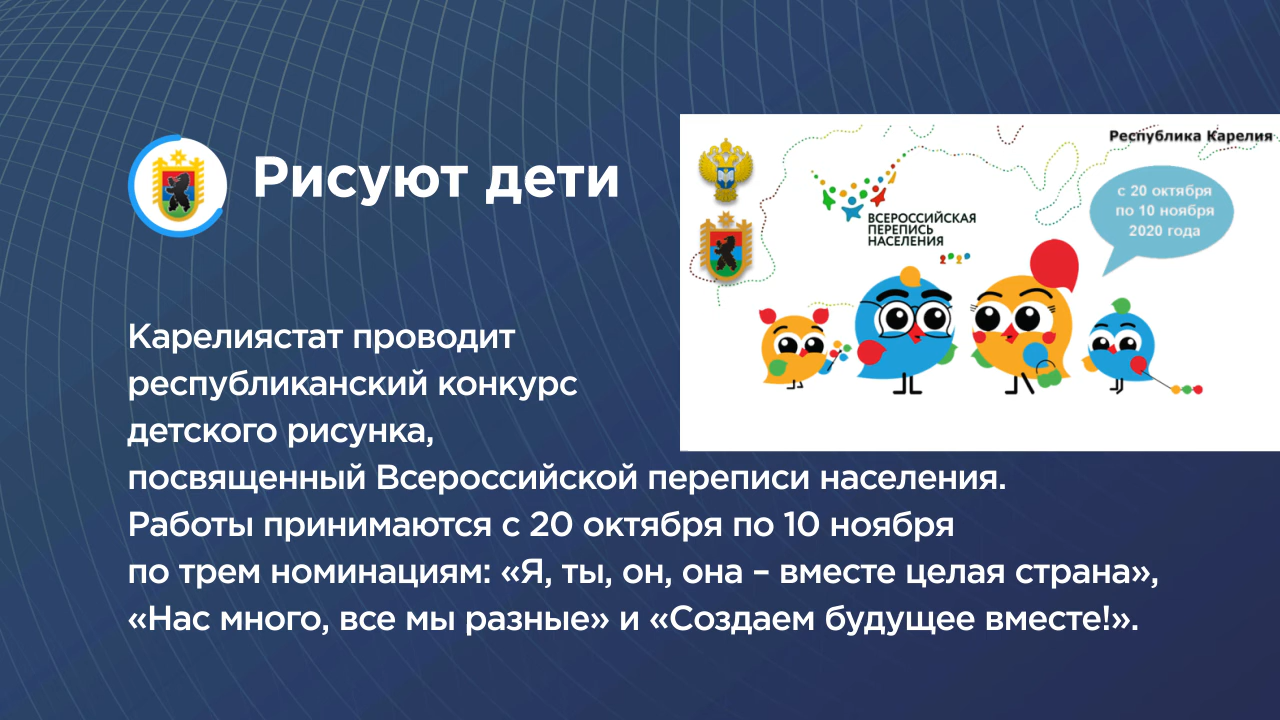 Рисуют дети
Республика Карелия
с 20 октября
по 10 ноября
2020 года
ВСЕРОССИЙСКАЯ
ПЕРЕПИСЬ
НАСЕЛЕНИЯ
Карелиястат проводит
республиканский конкурс
детского рисунка,
посвященный Всероссийской переписи населения.
Работы принимаются с 20 октября по 10 ноября
по трем номинациям: «Я, ты, он, она – вместе целая страна»,
«Нас много, все мы разные» и «Создаем будущее вместе!».